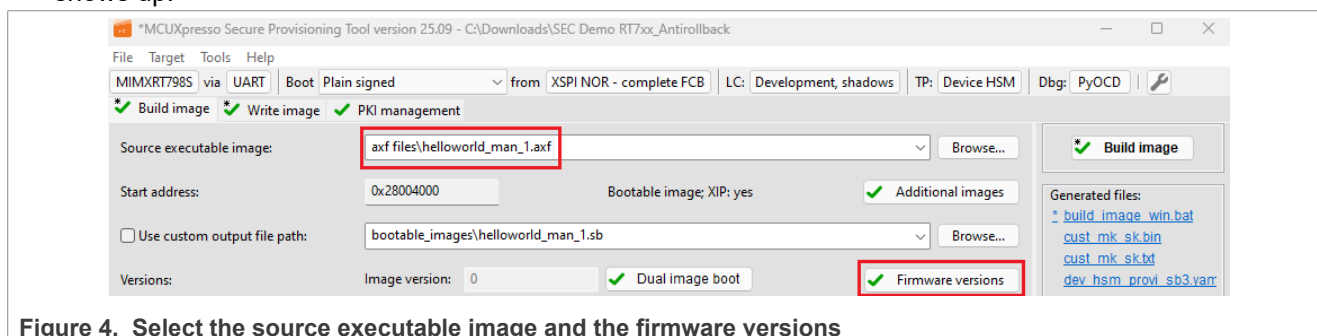 shows up.
*MCUXpresso Secure Provisioning Tool version 25.09 - C:\Downloads\SEC Demo RT7xx_Antirollback
File Target Tools Help
MIMXRT798S via UART Boot Plain signed from XSPI NOR - complete FCB LC: Development, shadows TP: Device HSM Dbg: PyOCD
* Build image * Write image PKI management
Source executable image: axf files\helloworld_man_1.axf Browse... * Build image
Start address: 0x28004000 Bootable image; XIP: yes Additional images Generated files:
* build_image_win.bat
Use custom output file path: bootable_images\helloworld_man_1.sb Browse... cust_mk_sk.bin
cust_mk_sk.txt
Versions: Image version: 0 Dual image boot Firmware versions dev_hsm_provi_sb3.yam
Figure 4. Select the source executable image and the firmware versions